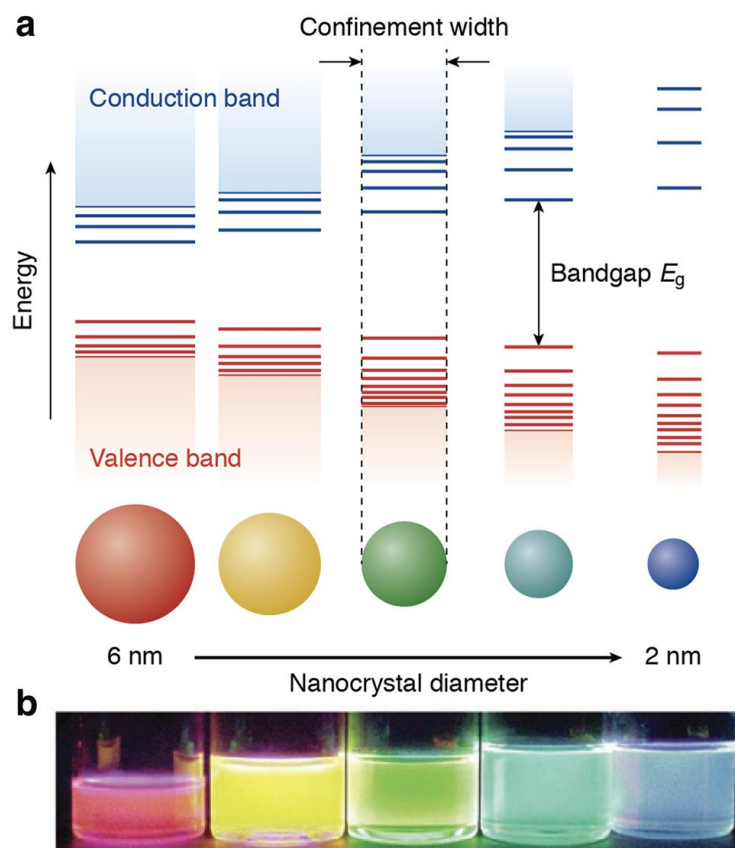 a
Confinement width
Conduction band
Energy
Bandgap Eg
Valence band
6 nm
2 nm
Nanocrystal diameter
b